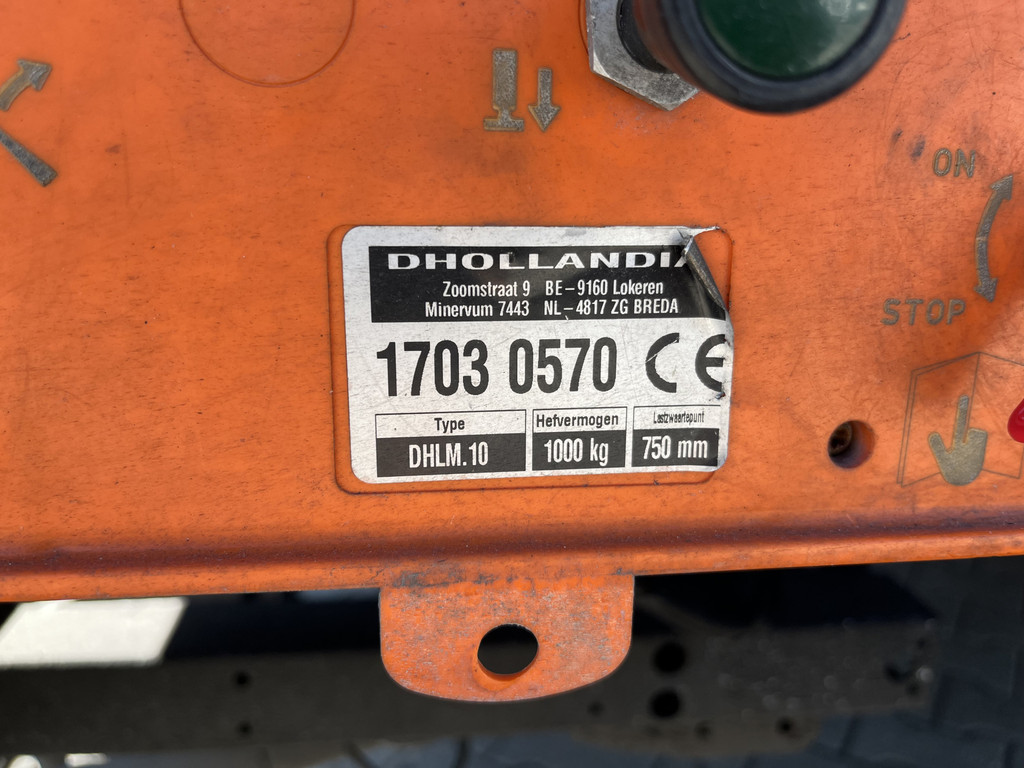 ON
STOP
DHOLLANDIA
Zoomstraat 9 BE-9160 Lokeren
Minervum 7443 NL-4817 ZG BREDA
1703 0570 CE
Type Hefvermogen Lastzwaartepunt
DHLM.10 1000 kg 750 mm